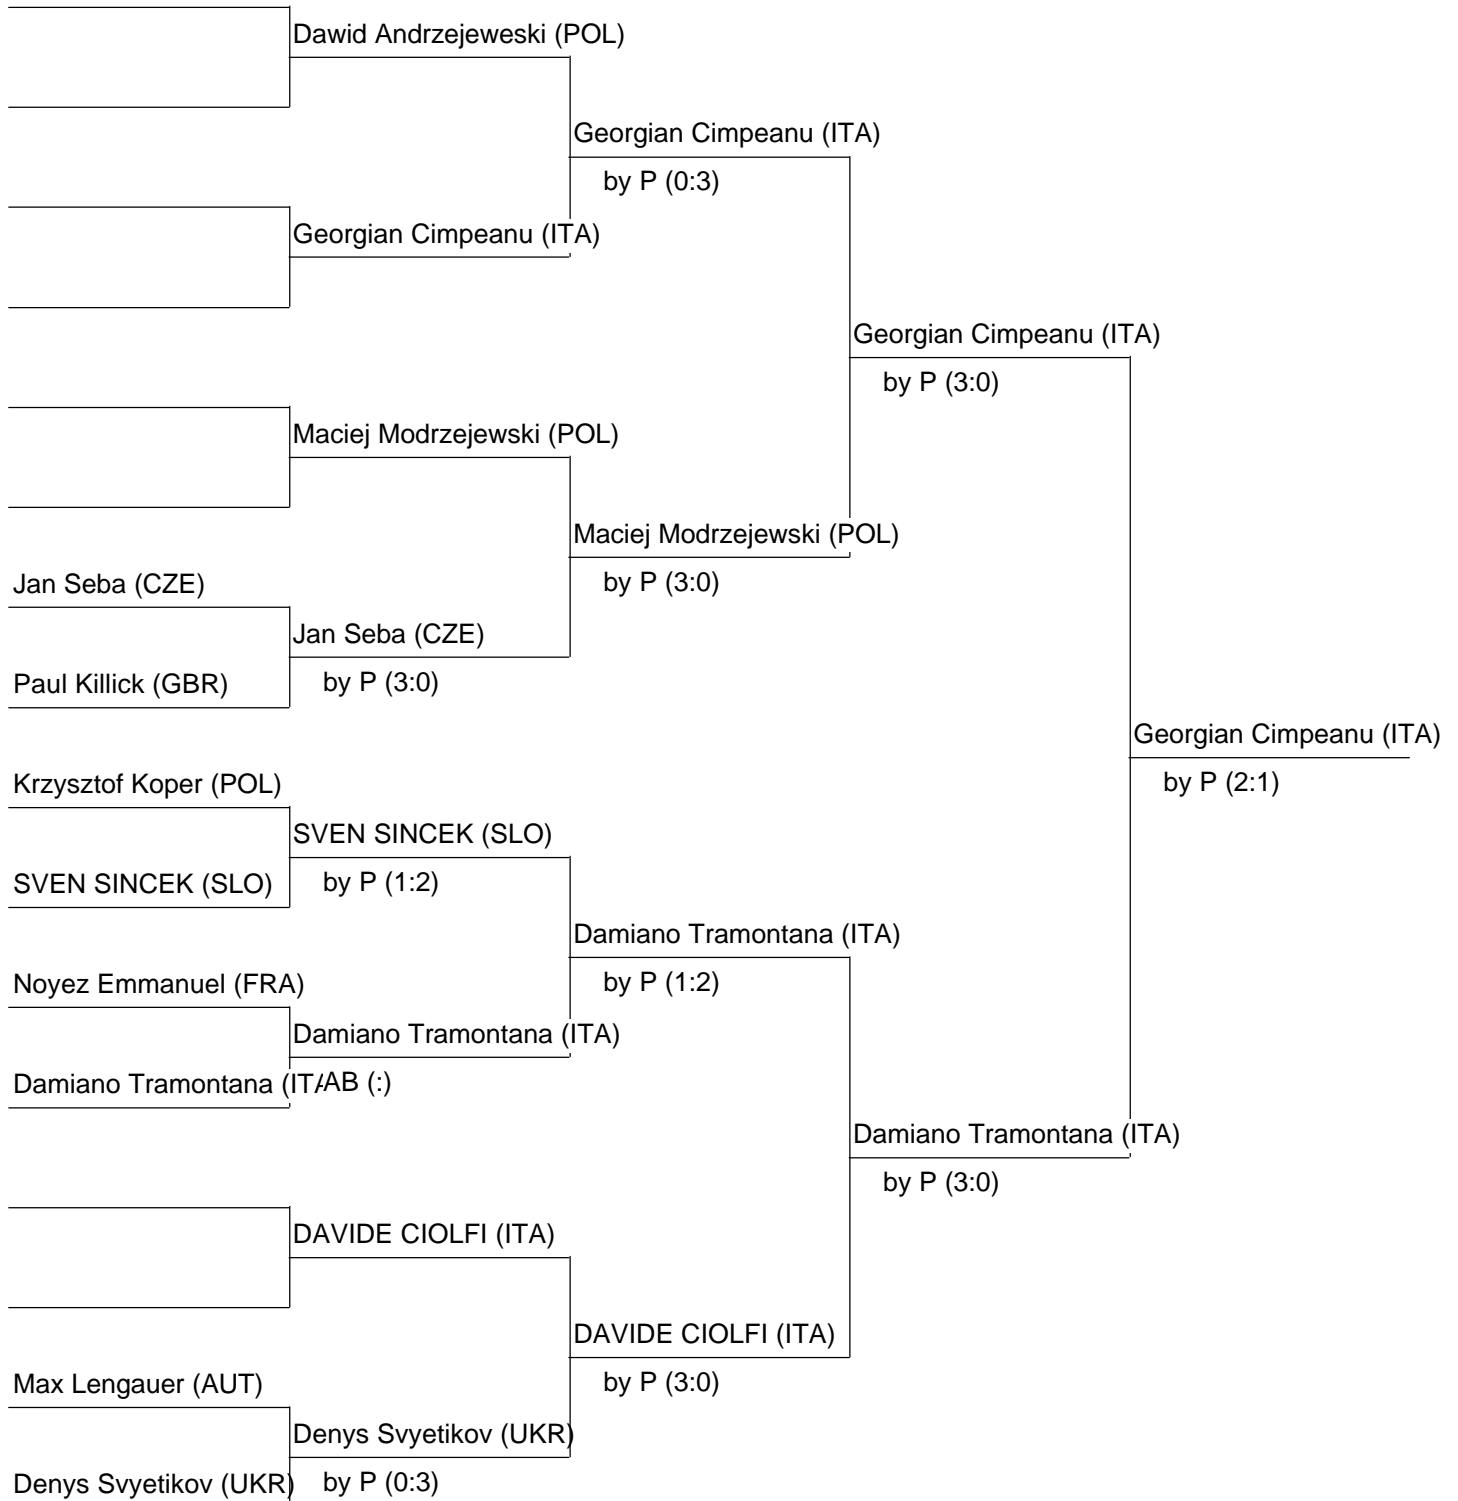 Dawid Andrzejeweski (POL)
Georgian Cimpeanu (ITA)
by P (0:3)
Georgian Cimpeanu (ITA)
Georgian Cimpeanu (ITA)
by P (3:0)
Maciej Modrzejewski (POL)
Maciej Modrzejewski (POL)
by P (3:0)
Jan Seba (CZE)
Jan Seba (CZE)
by P (3:0)
Paul Killick (GBR)
Georgian Cimpeanu (ITA)
by P (2:1)
Krzysztof Koper (POL)
SVEN SINCEK (SLO)
by P (1:2)
SVEN SINCEK (SLO)
Damiano Tramontana (ITA)
by P (1:2)
Noyez Emmanuel (FRA)
Damiano Tramontana (ITA)
AB (:)
Damiano Tramontana (ITA
Damiano Tramontana (ITA)
by P (3:0)
DAVIDE CIOLFI (ITA)
DAVIDE CIOLFI (ITA)
by P (3:0)
Max Lengauer (AUT)
Denys Svyetikov (UKR)
by P (0:3)
Denys Svyetikov (UKR)